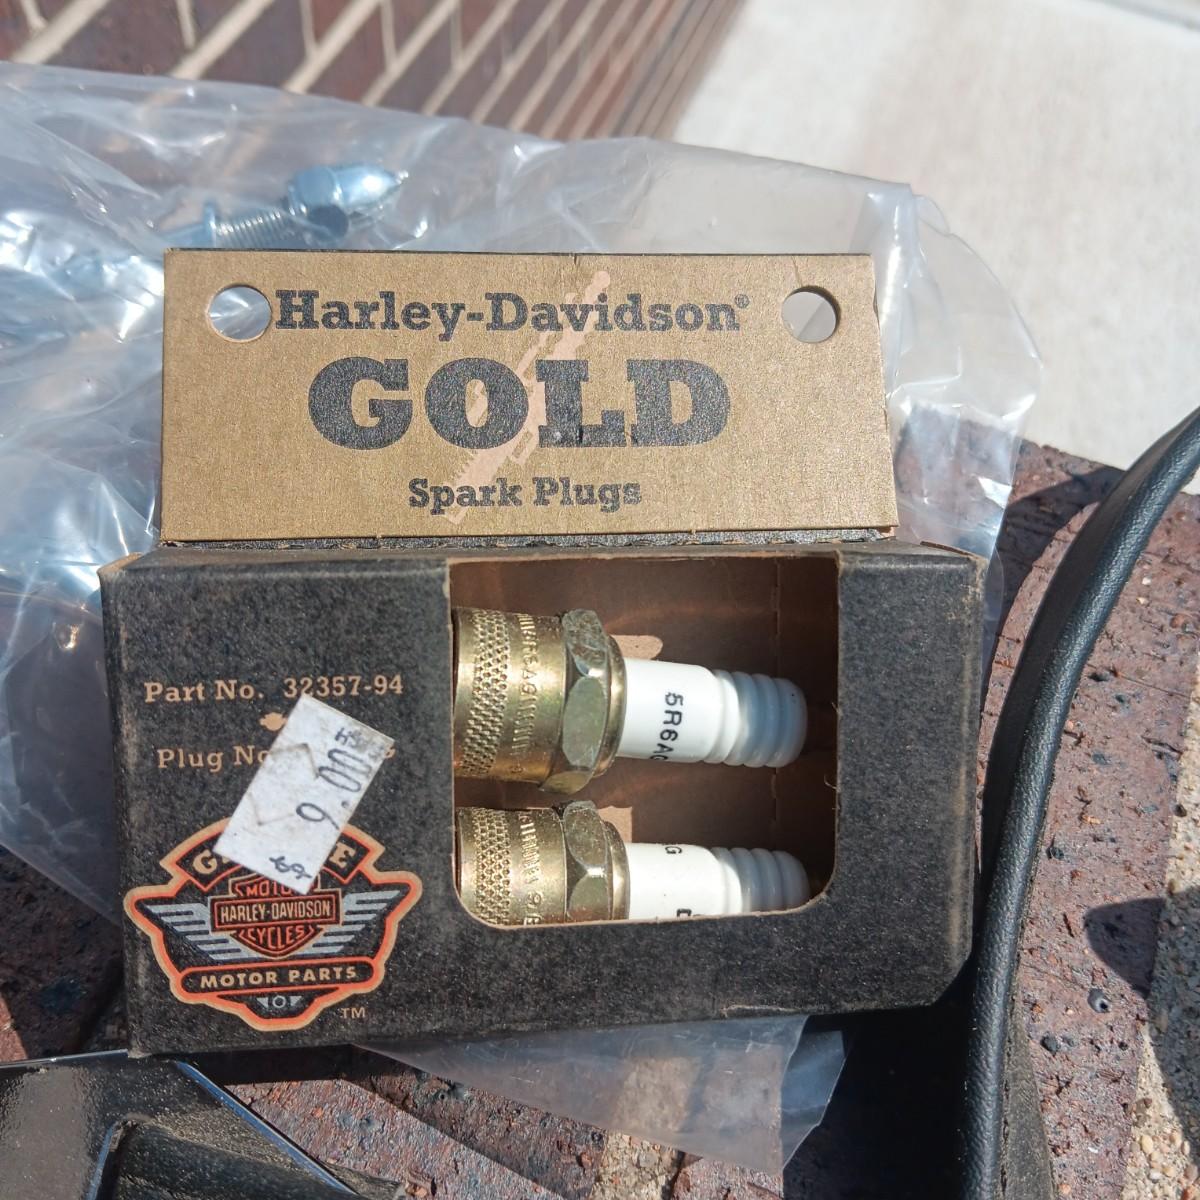 Harley-Davidson®
GOLD
Spark Plugs
Part No. 32357-94
Plug No
$ 9.00
MOTOR
HARLEY-DAVIDSON
CYCLES
MOTOR PARTS
TM
5R6A
G